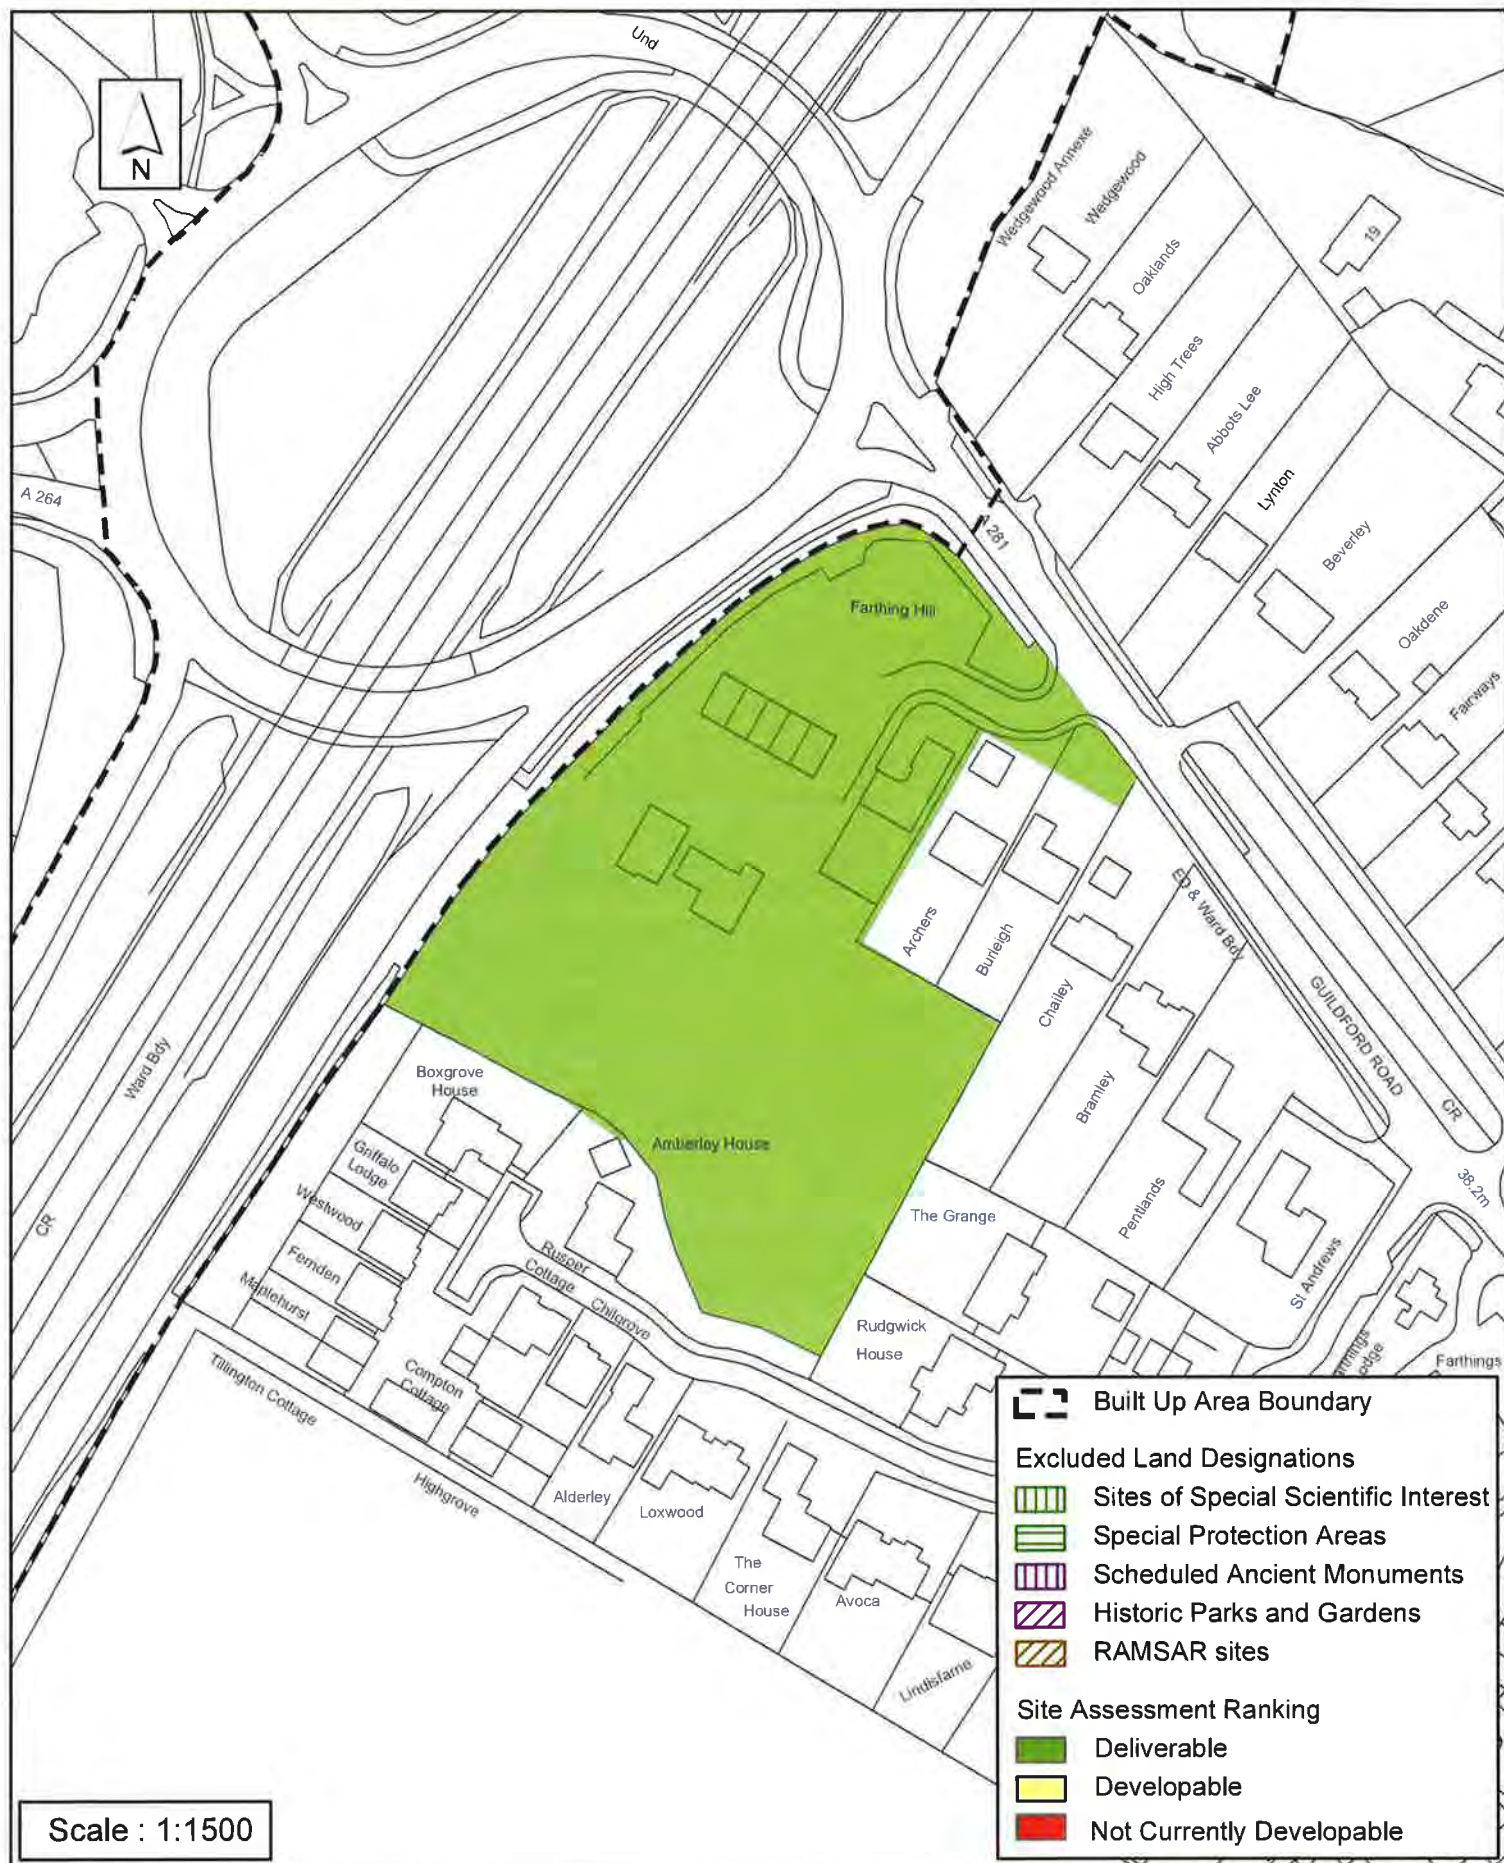 Und
N
Wedgewood Annexe
Wedgewood
Oaklands
19
High Trees
Abbots Lee
Lynton
A 264
A 281
Beverley
Farthing Hill
Oakdene
Fairways
Archers
Burleigh
ED & Ward Bdy
Chailey
GUILDFORD ROAD
CR
Ward Bdy
Boxgrove
House
Bramley
Amberley House
Griffalo
Lodge
38.2m
Westwood
Pentlands
The Grange
CR
Rusper
Cottage
Fernden
St Andrews
Maplehurst
Chilgrove
Rudgwick
House
Farthings
Tillington Cottage
Compton
Cottage
Highgrove
Alderley
Loxwood
The
Corner
House
Avoca
Lindisfarne
Built Up Area Boundary
Excluded Land Designations
Sites of Special Scientific Interest
Special Protection Areas
Scheduled Ancient Monuments
Historic Parks and Gardens
RAMSAR sites
Site Assessment Ranking
Deliverable
Developable
Not Currently Developable
Scale : 1:1500